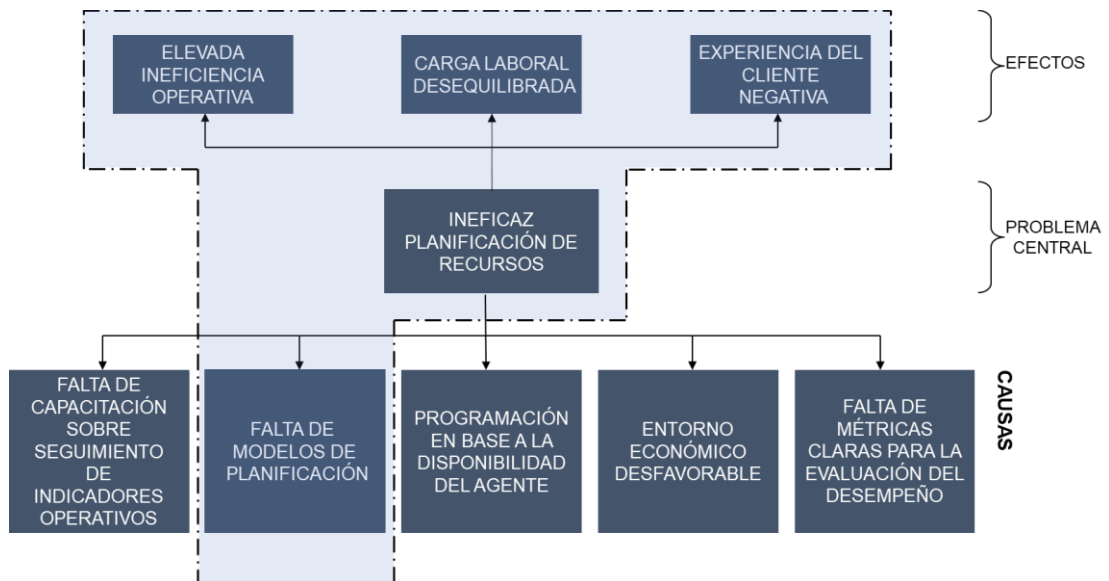 ELEVADA
INEFICIENCIA
OPERATIVA
CARGA LABORAL
DESEQUILIBRADA
EXPERIENCIA DEL
CLIENTE
NEGATIVA
EFECTOS
INEFICAZ
PLANIFICACIÓN DE
RECURSOS
PROBLEMA
CENTRAL
FALTA DE
CAPACITACIÓN
SOBRE
SEGUIMIENTO
DE
INDICADORES
OPERATIVOS
FALTA DE
MODELOS DE
PLANIFICACIÓN
PROGRAMACIÓN
EN BASE A LA
DISPONIBILIDAD
DEL AGENTE
ENTORNO
ECONÓMICO
DESFAVORABLE
FALTA DE
MÉTRICAS
CLARAS PARA LA
EVALUACIÓN DEL
DESEMPEÑO
CAUSAS